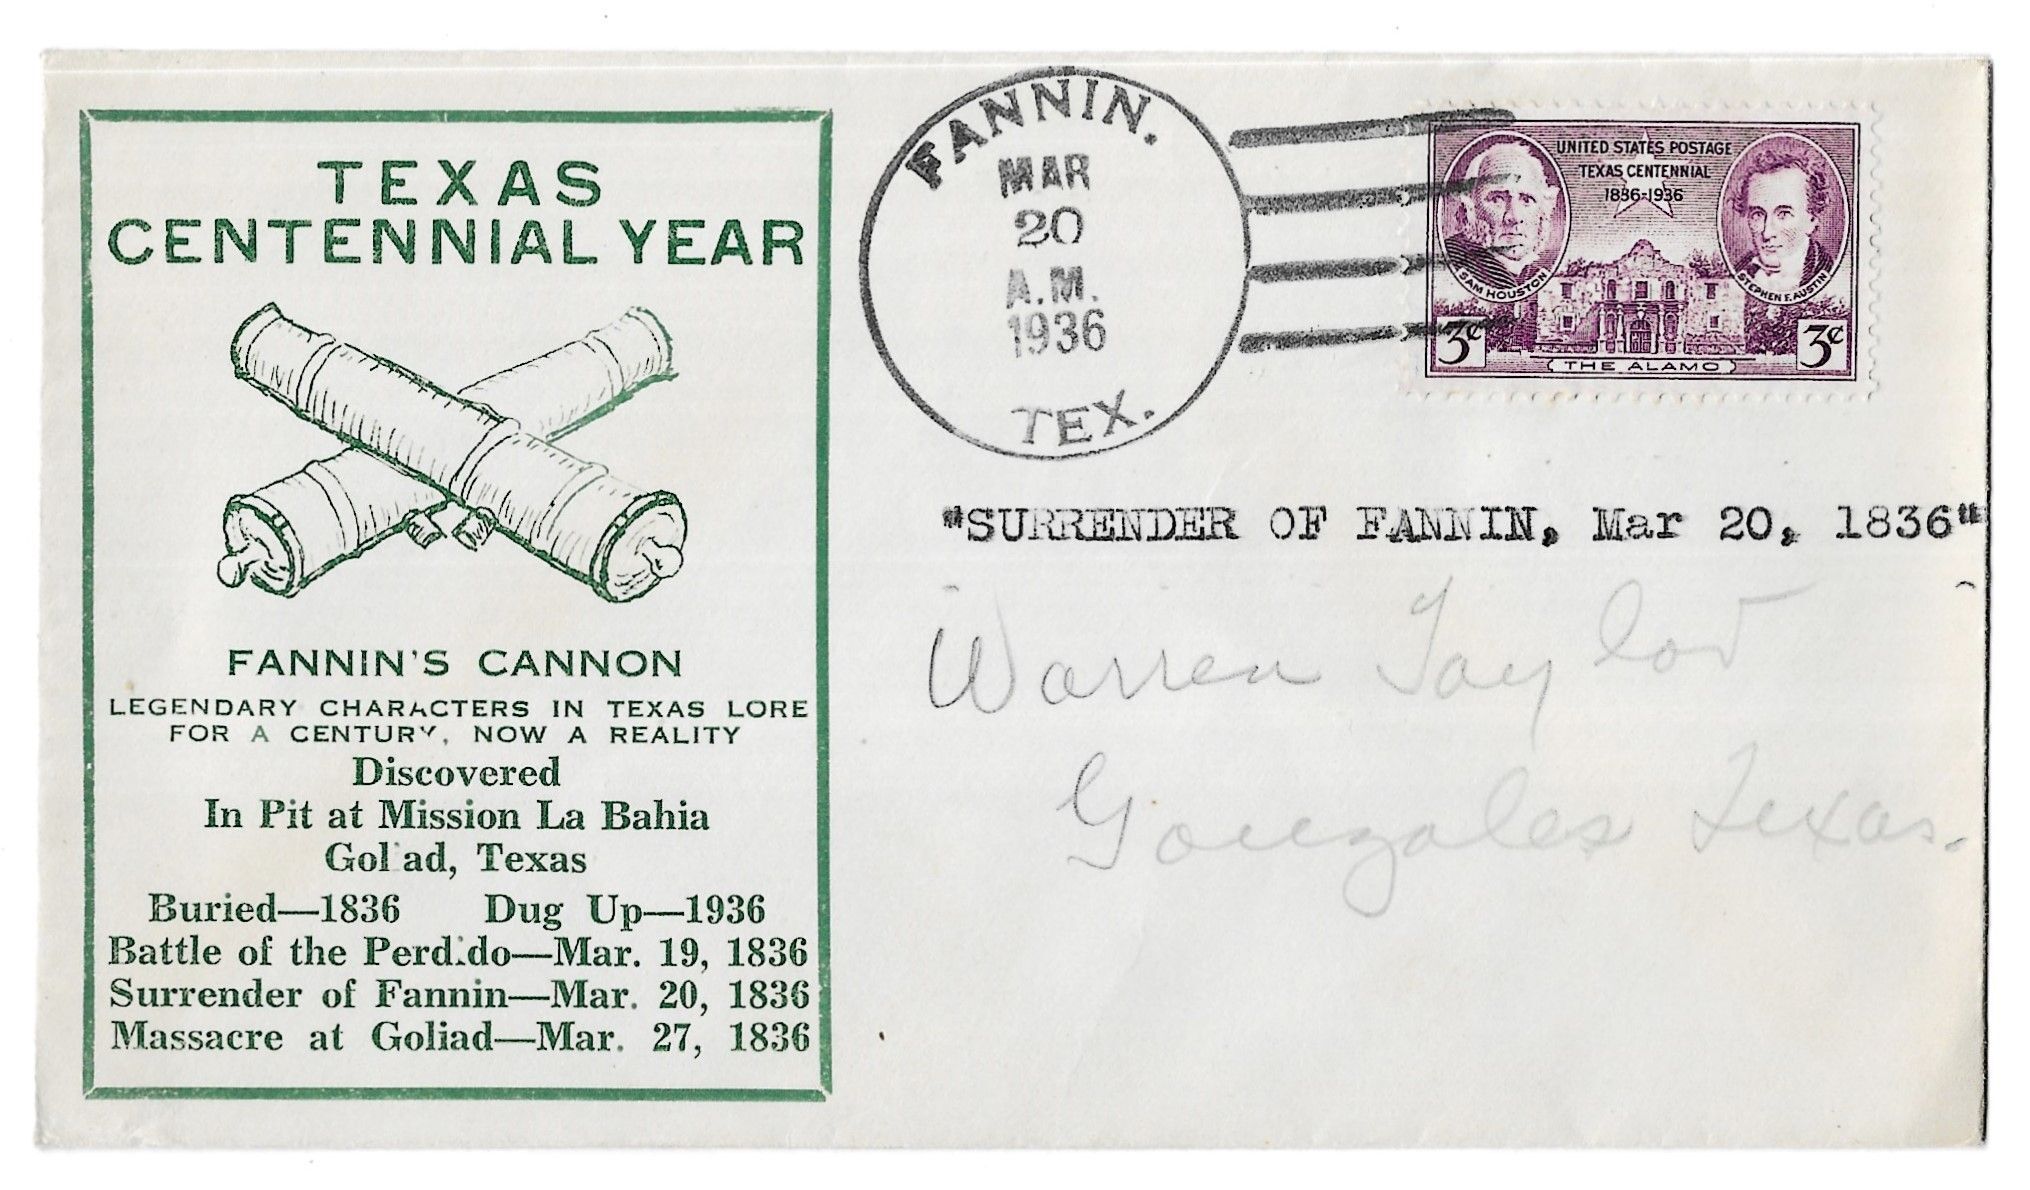 TEXAS
CENTENNIAL YEAR
FANNIN'S CANNON
LEGENDARY CHARACTERS IN TEXAS LORE
FOR A CENTURY, NOW A REALITY
Discovered
In Pit at Mission La Bahia
Goliad, Texas
Buried—1836 Dug Up—1936
Battle of the Perdido—Mar. 19, 1836
Surrender of Fannin—Mar. 20, 1836
Massacre at Goliad—Mar. 27, 1836
FANNIN.
MAR
20
A.M.
1936
TEX.
UNITED STATES POSTAGE
TEXAS CENTENNIAL
1836-1936
SAM HOUSTON
STEPHEN F. AUSTIN
3¢ 3¢
THE ALAMO
"SURRENDER OF FANNIN, Mar 20, 1836"
Warren Taylor
Gonzales Texas.